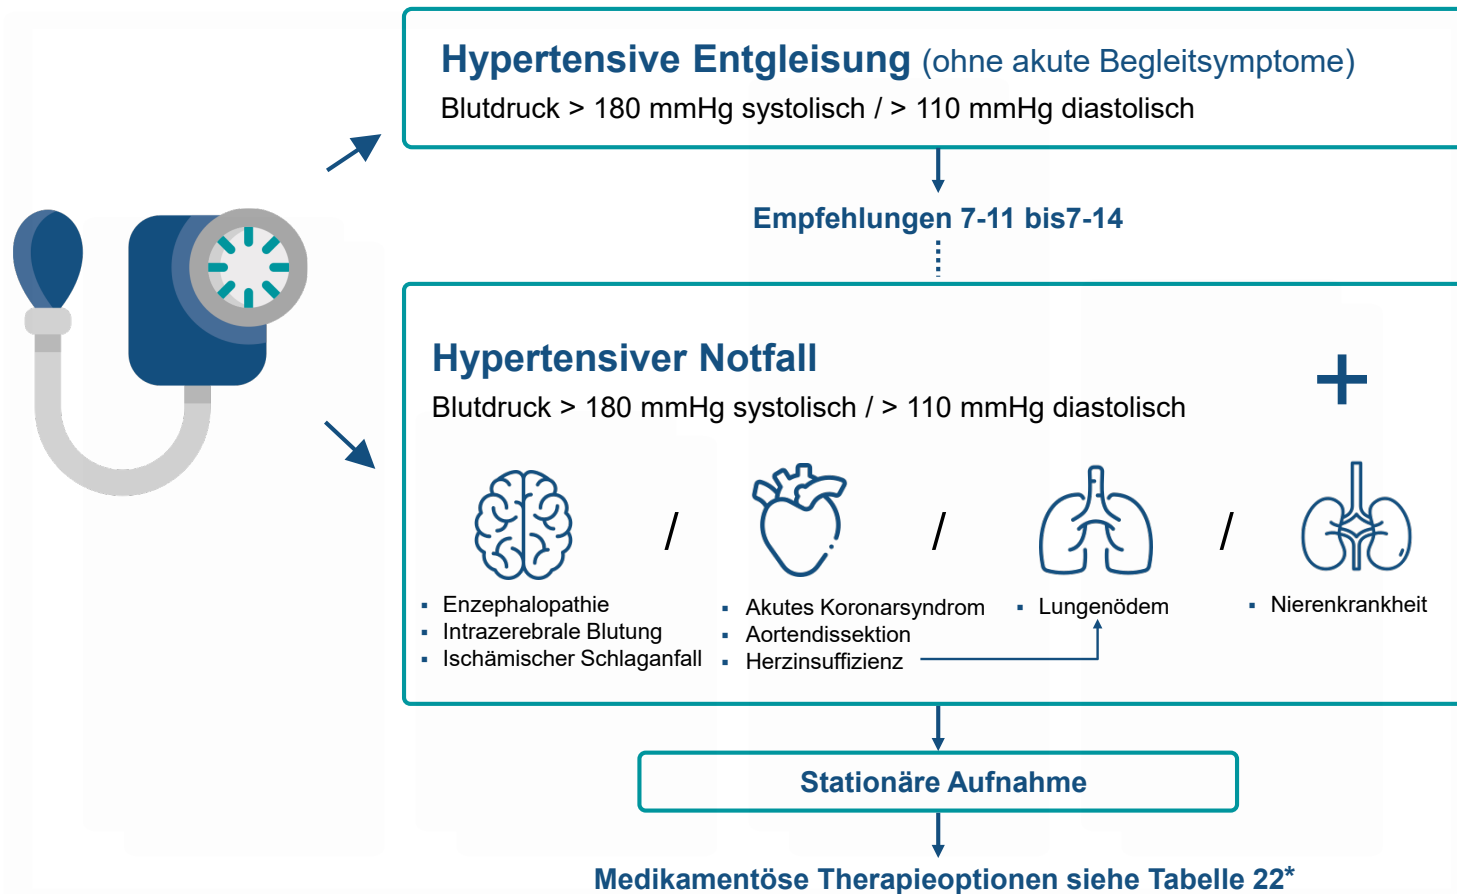 Hypertensive Entgleisung (ohne akute Begleitsymptome)
Blutdruck > 180 mmHg systolisch / > 110 mmHg diastolisch
Empfehlungen 7-11 bis7-14
Hypertensiver Notfall
+
Blutdruck > 180 mmHg systolisch / > 110 mmHg diastolisch
/ / /
▪ Enzephalopathie
▪ Intrazerebrale Blutung
▪ Ischämischer Schlaganfall
▪ Akutes Koronarsyndrom
▪ Aortendissektion
▪ Herzinsuffizienz
▪ Lungenödem
▪ Nierenkrankheit
Stationäre Aufnahme
Medikamentöse Therapieoptionen siehe Tabelle 22*